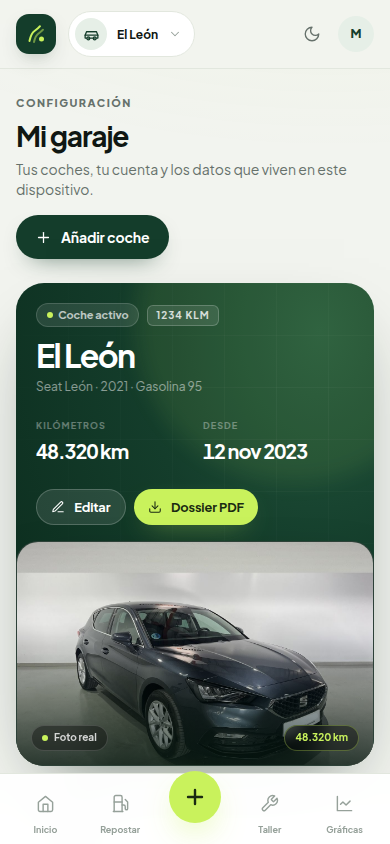 El León
M
CONFIGURACIÓN
Mi garaje
Tus coches, tu cuenta y los datos que viven en este
dispositivo.
Añadir coche
Coche activo
1234 KLM
El León
Seat León · 2021 · Gasolina 95
KILÓMETROS
DESDE
48.320 km
12 nov 2023
Editar
Dossier PDF
Foto real
48.320 km
Inicio
Repostar
Taller
Gráficas